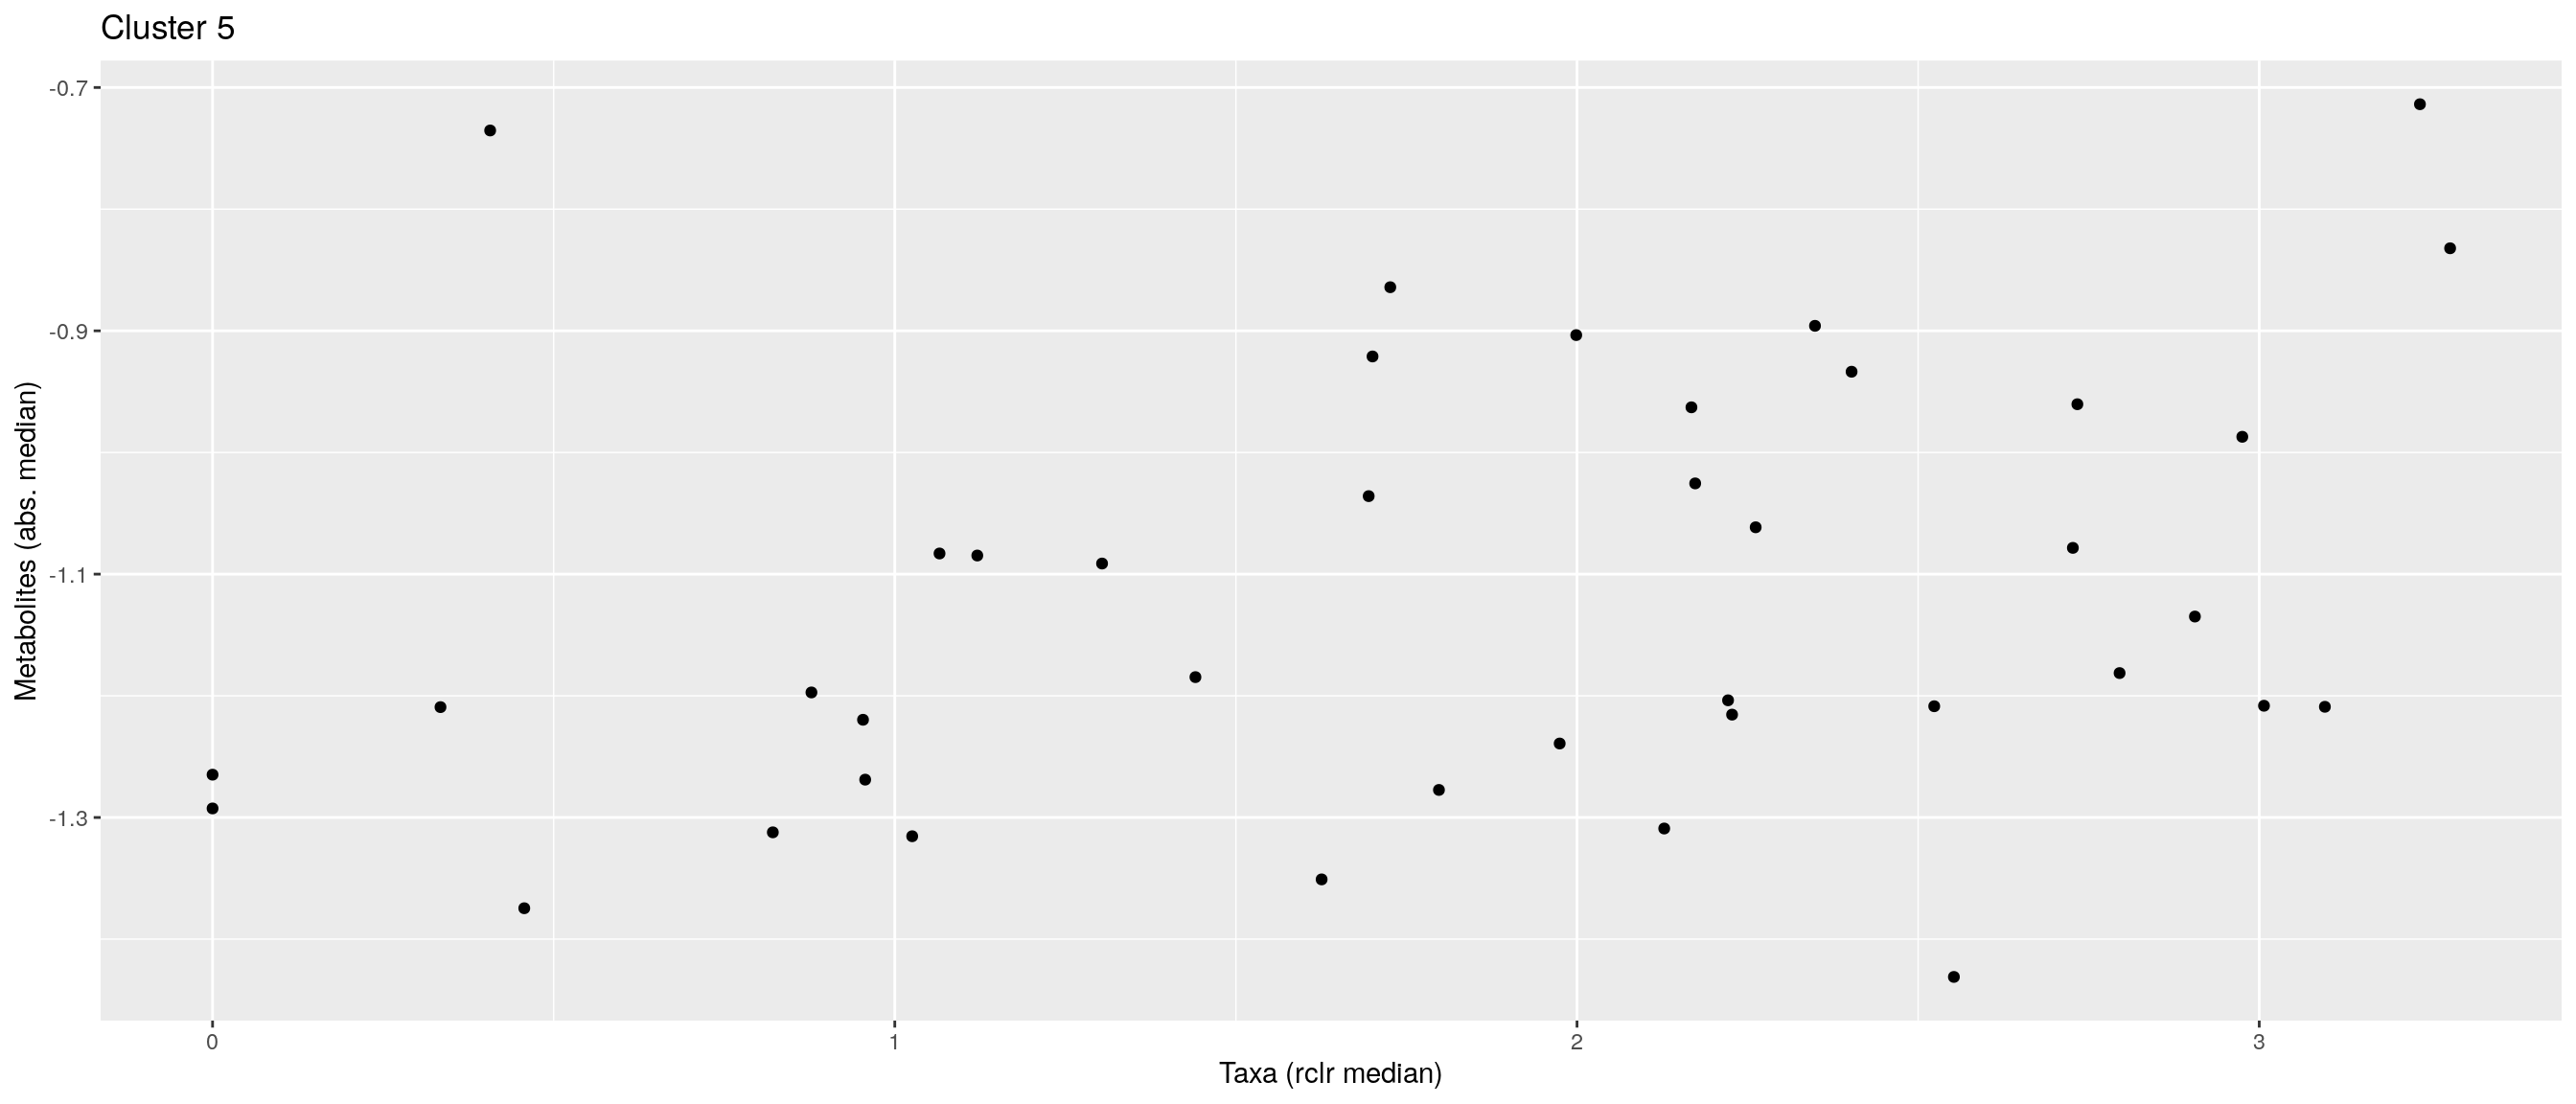 Cluster 5
-0.7
-0.9
-1.1
-1.3
Metabolites (abs. median)
0 1 2 3
Taxa (rclr median)